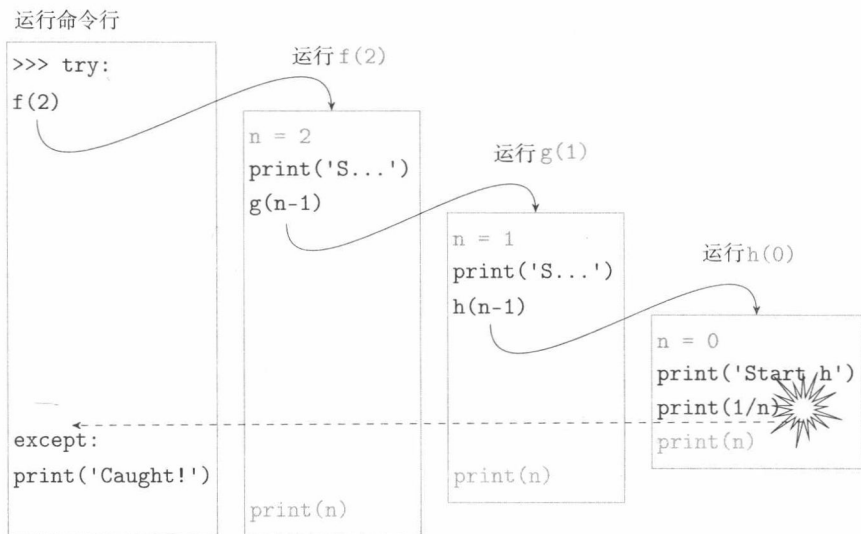 运行命令行
>>> try:
f(2)
except:
print('Caught!')
运行f(2)
n = 2
print('S...')
g(n-1)
print(n)
运行g(1)
n = 1
print('S...')
h(n-1)
print(n)
运行h(0)
n = 0
print('Start h')
print(1/n)
print(n)